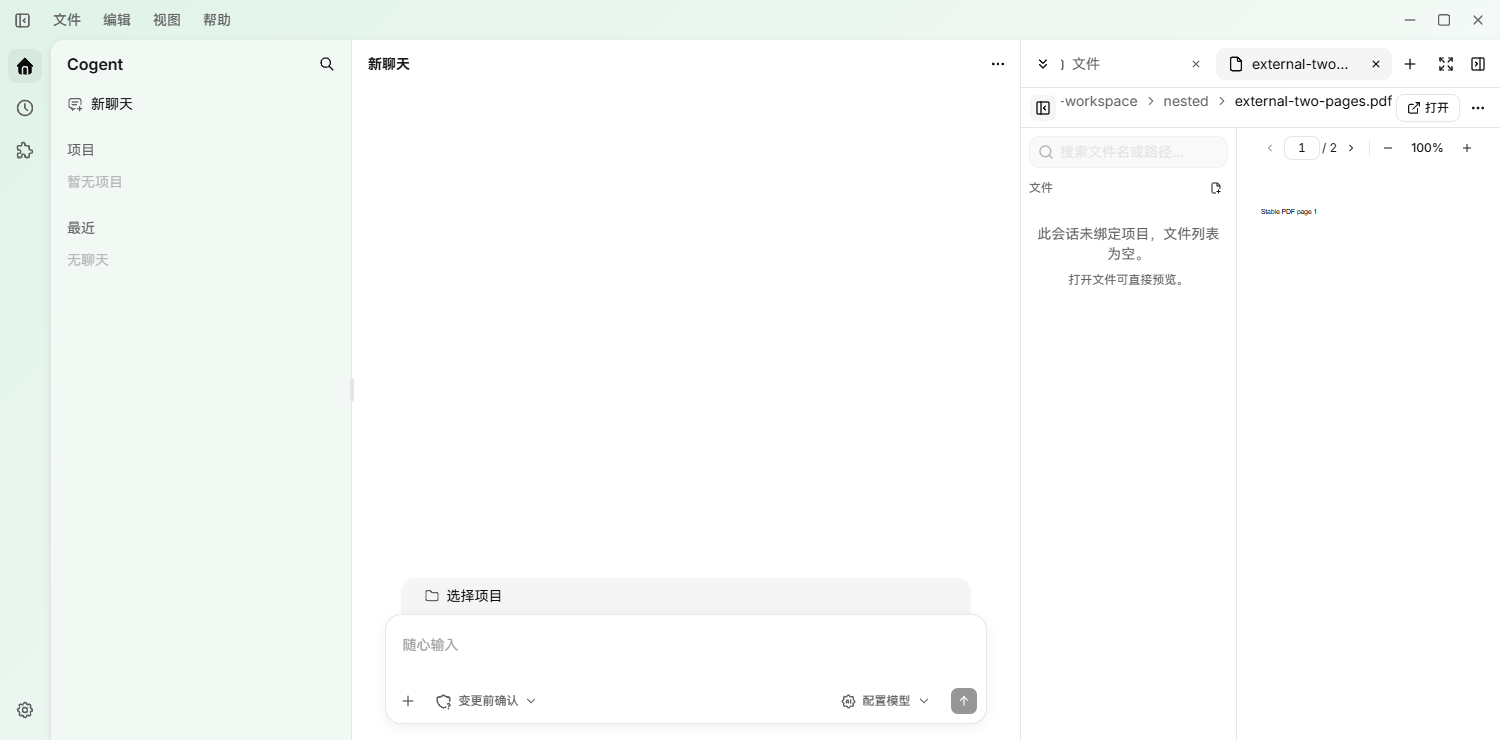 文件 编辑 视图 帮助
Cogent
新聊天
项目
暂无项目
最近
无聊天
新聊天
选择项目
随心输入
变更前确认
配置模型
文件
external-two...
-workspace > nested > external-two-pages.pdf
打开
搜索文件名或路径...
文件
此会话未绑定项目，文件列表
为空。
打开文件可直接预览。
1 / 2
100%
Stable PDF page 1